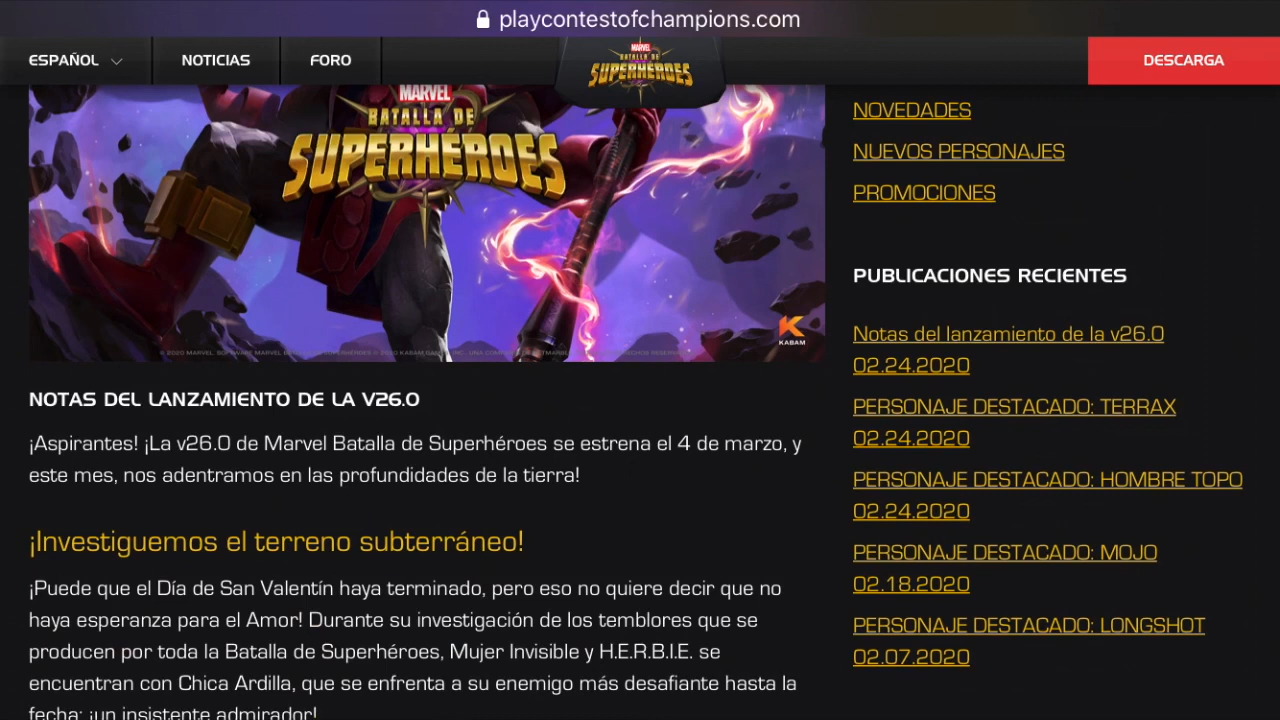 playcontestofchampions.com
ESPAÑOL
NOTICIAS
FORO
MARVEL
BATALLA DE
SUPERHÉROES
DESCARGA
MARVEL
BATALLA DE
SUPERHÉROES
KABAM
NOTAS DEL LANZAMIENTO DE LA V26.0
¡Aspirantes! ¡La v26.0 de Marvel Batalla de Superhéroes se estrena el 4 de marzo, y
este mes, nos adentramos en las profundidades de la tierra!
¡Investiguemos el terreno subterráneo!
¡Puede que el Día de San Valentín haya terminado, pero eso no quiere decir que no
haya esperanza para el Amor! Durante su investigación de los temblores que se
producen por toda la Batalla de Superhéroes, Mujer Invisible y H.E.R.B.I.E. se
encuentran con Chica Ardilla, que se enfrenta a su enemigo más desafiante hasta la
fecha: ¡un insistente admirador!
NOVEDADES
NUEVOS PERSONAJES
PROMOCIONES
PUBLICACIONES RECIENTES
Notas del lanzamiento de la v26.0
02.24.2020
PERSONAJE DESTACADO: TERRAX
02.24.2020
PERSONAJE DESTACADO: HOMBRE TOPO
02.24.2020
PERSONAJE DESTACADO: MOJO
02.18.2020
PERSONAJE DESTACADO: LONGSHOT
02.07.2020